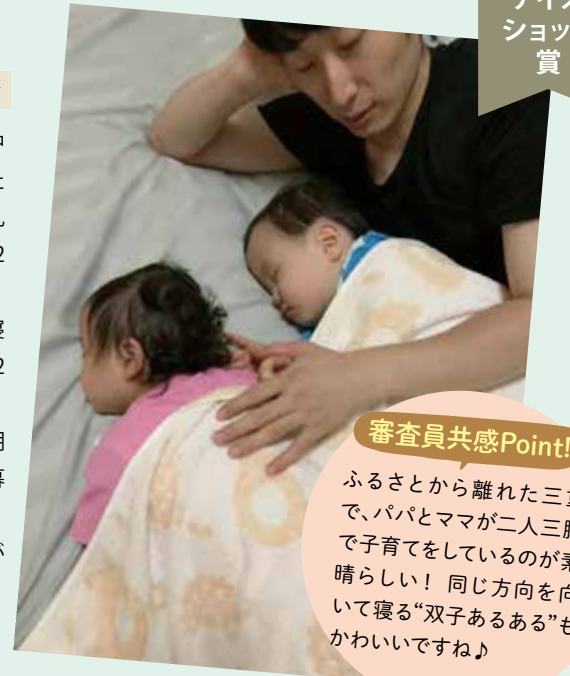 ショッ
賞
審査員共感Point!
ふるさとから離れた三重
で、パパとママが二人三脚
で子育てをしているのが素
晴らしい！ 同じ方向を向
いて寝る“双子あるある”も
かわいいですね♪